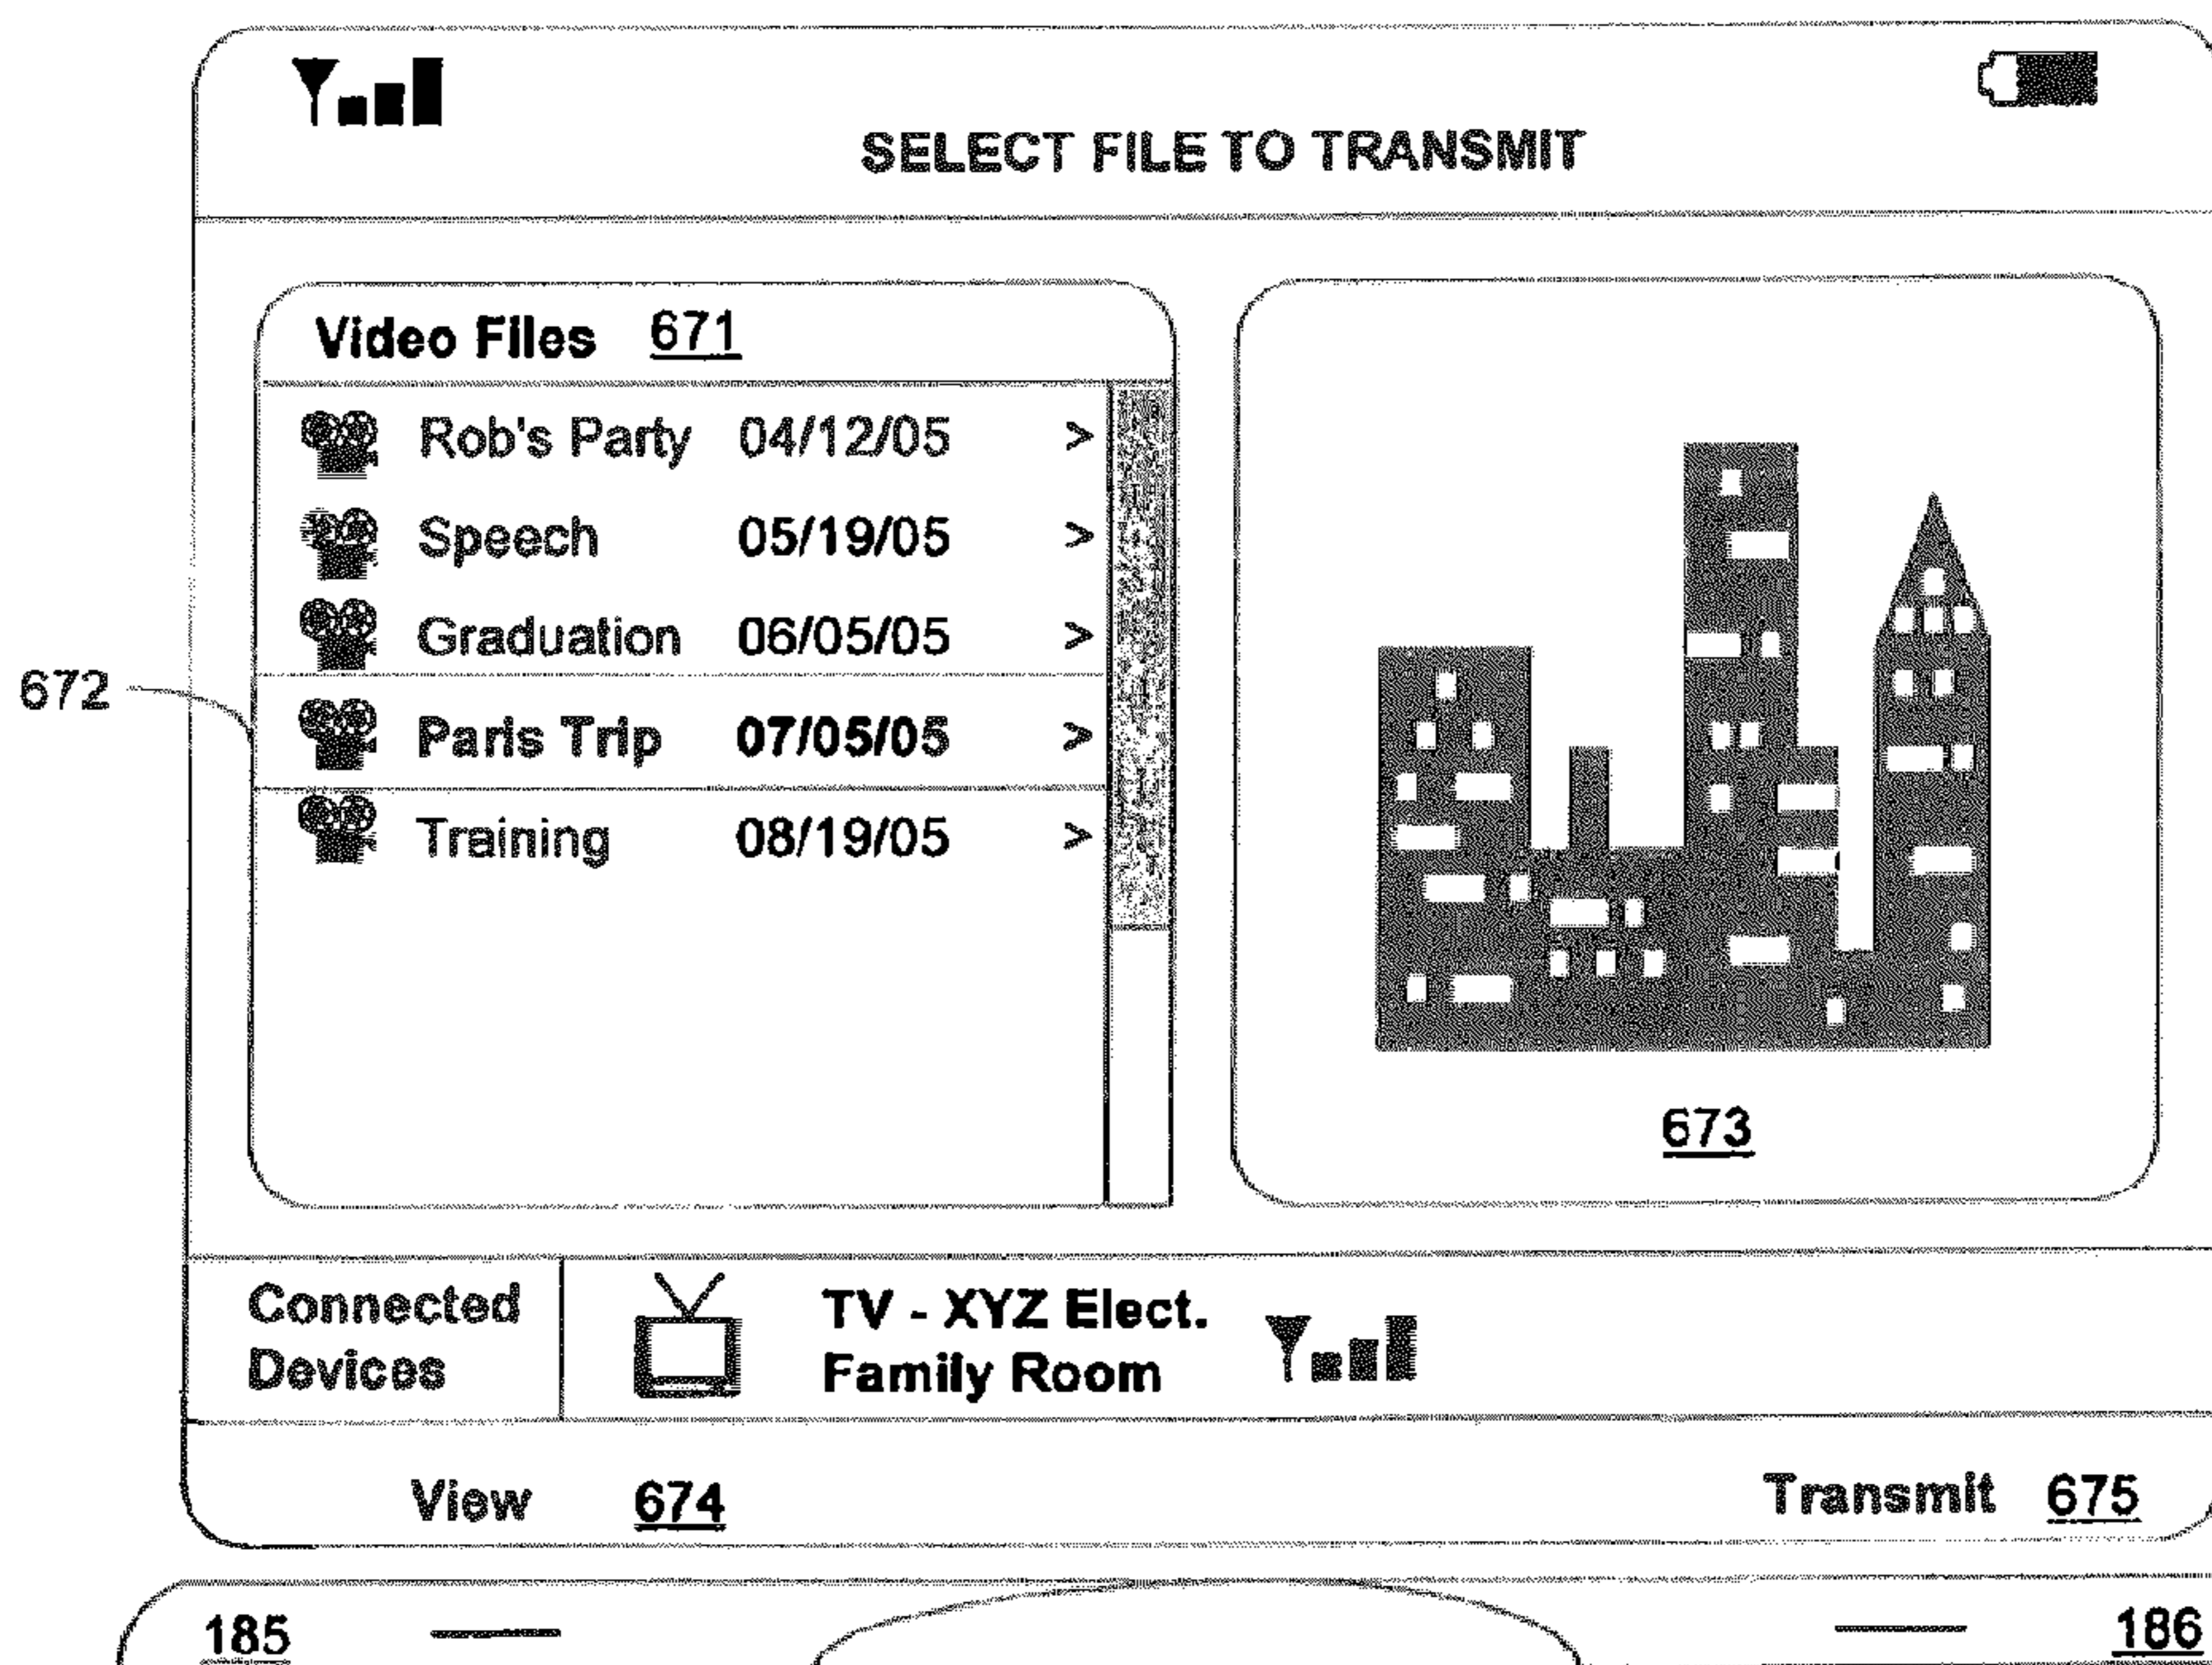 SELECT FILE TO TRANSMIT
Video Files 671
Rob's Party 04/12/05 >
Speech 05/19/05 >
Graduation 06/05/05 >
672
Paris Trip 07/05/05 >
Training 08/19/05 >
673
Connected
Devices
TV - XYZ Elect.
Family Room
View 674
Transmit 675
185
186